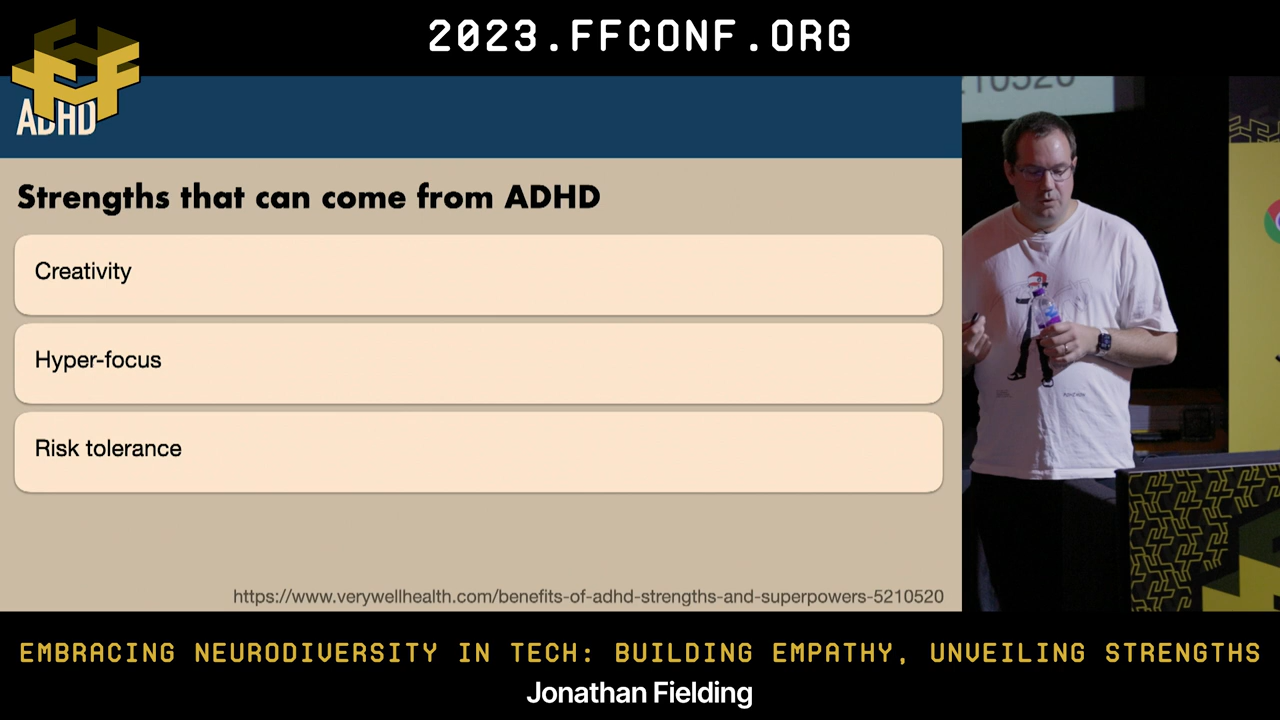 2023.FFCONF.ORG
ADHD
Strengths that can come from ADHD
Creativity
Hyper-focus
Risk tolerance
https://www.verywellhealth.com/benefits-of-adhd-strengths-and-superpowers-5210520
EMBRACING NEURODIVERSITY IN TECH: BUILDING EMPATHY, UNVEILING STRENGTHS
Jonathan Fielding